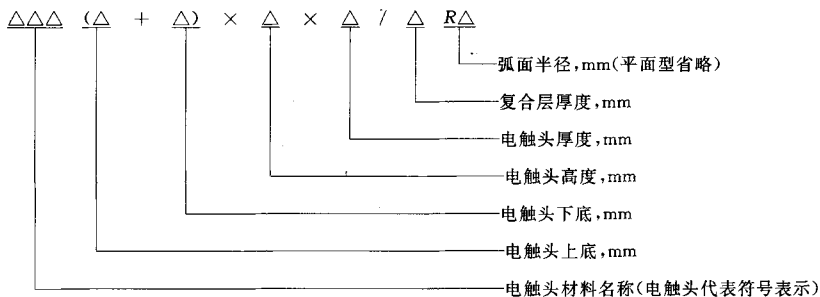 △△△ (△ + △) × △ × △ / △ R△
弧面半径,mm(平面型省略)
复合层厚度,mm
电触头厚度,mm
电触头高度,mm
电触头下底,mm
电触头上底,mm
电触头材料名称(电触头代表符号表示)